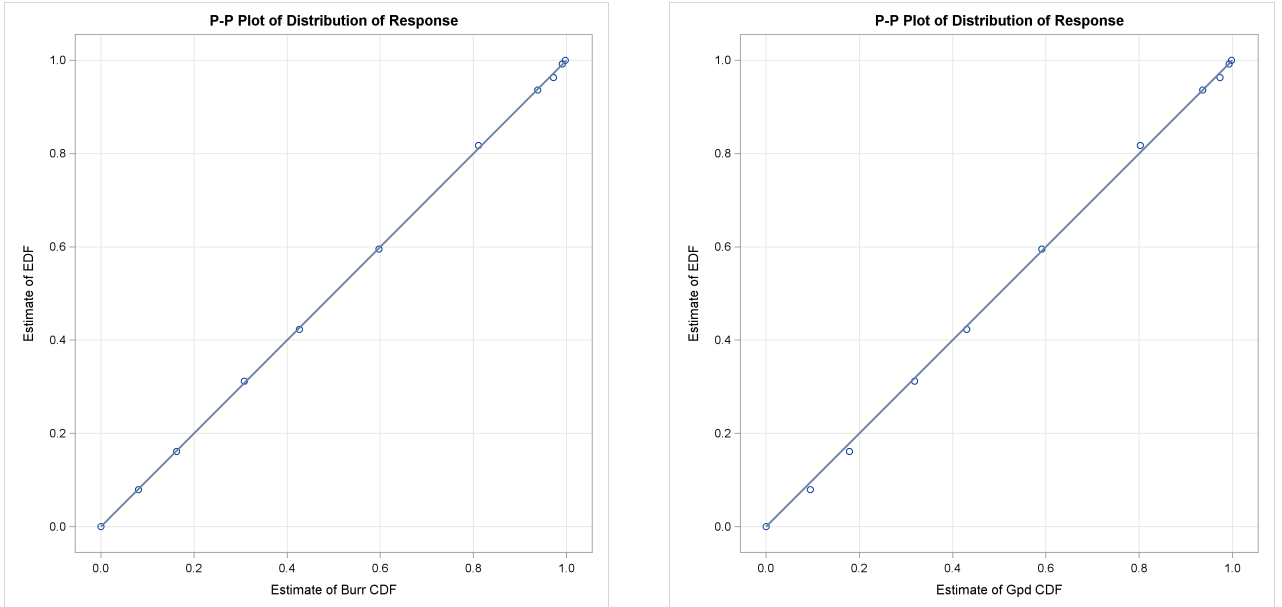 P-P Plot of Distribution of Response
1.0
0.8
0.6
0.4
0.2
0.0
Estimate of EDF
0.0 0.2 0.4 0.6 0.8 1.0
Estimate of Burr CDF
P-P Plot of Distribution of Response
1.0
0.8
0.6
0.4
0.2
0.0
Estimate of EDF
0.0 0.2 0.4 0.6 0.8 1.0
Estimate of Gpd CDF